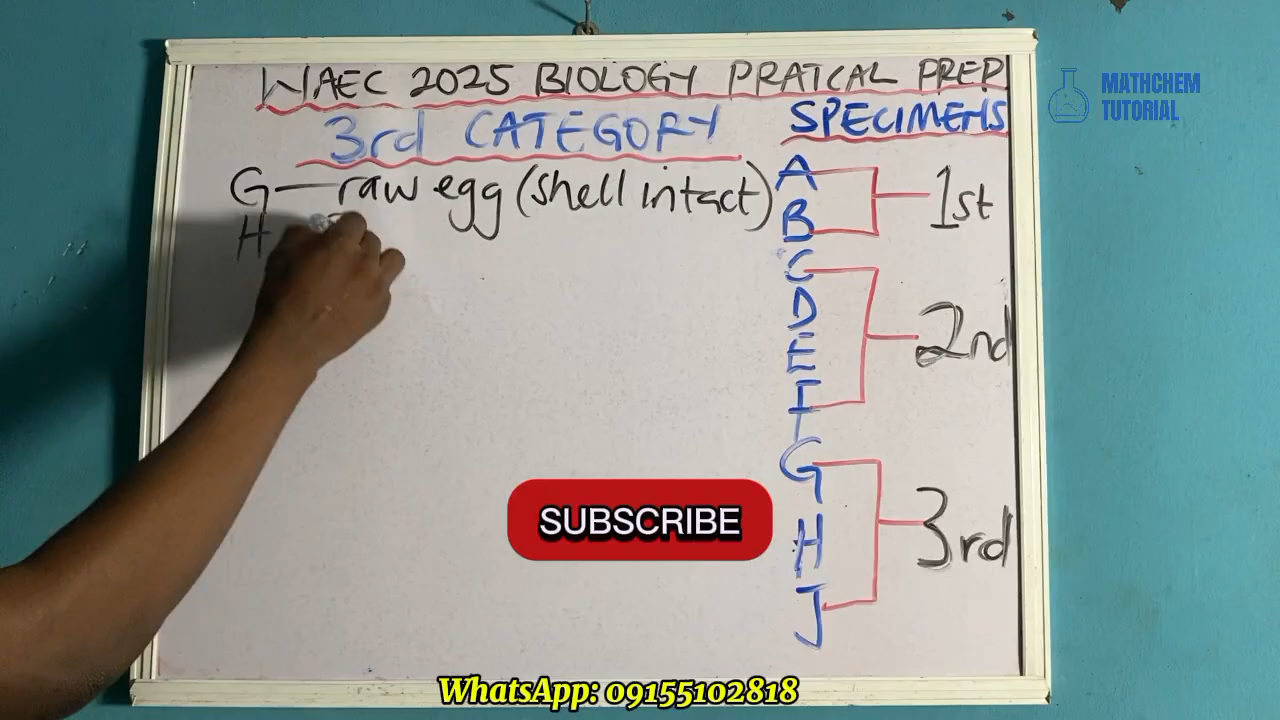 WAEC 2025 BIOLOGY PRATCAL PREP
MATHCHEM
TUTORIAL
3rd CATEGORY
SPECIMENS
G — raw egg (shell intact)
H
A
B
1st
C
D
E
F
2nd
G
H
J
3rd
SUBSCRIBE
WhatsApp: 09155102818